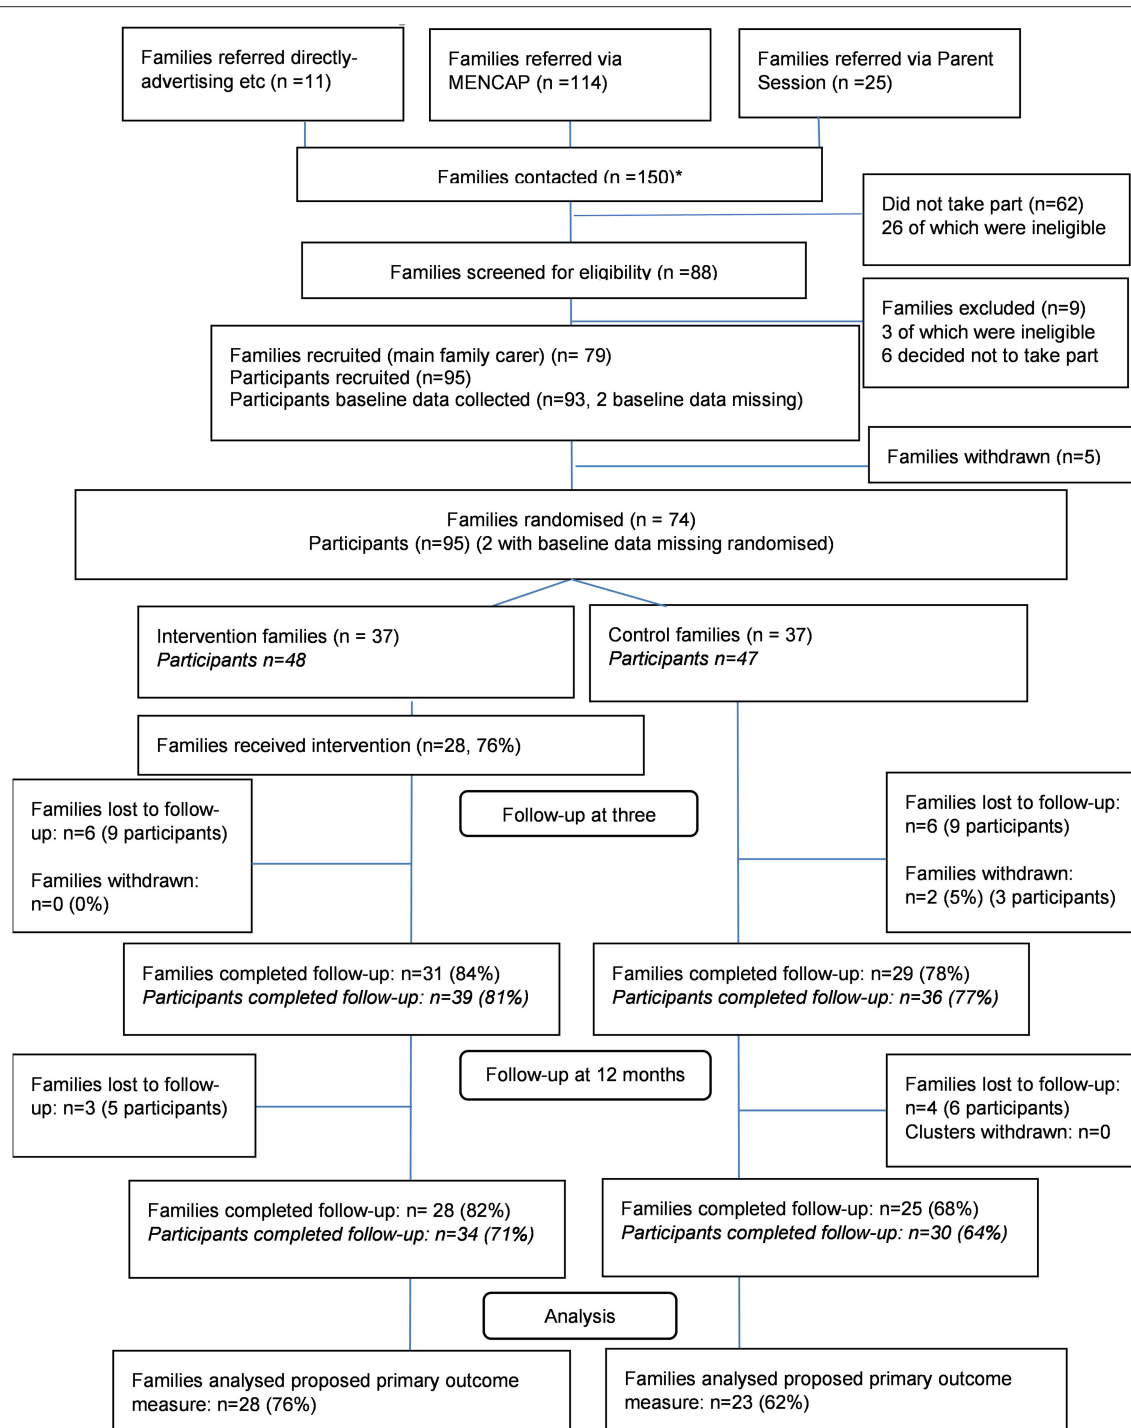 Families referred directly-
advertising etc (n =11)
Families referred via
MENCAP (n =114)
Families referred via Parent
Session (n =25)
Families contacted (n =150)*
Did not take part (n=62)
26 of which were ineligible
Families screened for eligibility (n =88)
Families excluded (n=9)
3 of which were ineligible
6 decided not to take part
Families recruited (main family carer) (n= 79)
Participants recruited (n=95)
Participants baseline data collected (n=93, 2 baseline data missing)
Families withdrawn (n=5)
Families randomised (n = 74)
Participants (n=95) (2 with baseline data missing randomised)
Intervention families (n = 37)
Participants n=48
Control families (n = 37)
Participants n=47
Families received intervention (n=28, 76%)
Follow-up at three
Families lost to follow-
up: n=6 (9 participants)
Families withdrawn:
n=0 (0%)
Families lost to follow-up:
n=6 (9 participants)
Families withdrawn:
n=2 (5%) (3 participants)
Families completed follow-up: n=31 (84%)
Participants completed follow-up: n=39 (81%)
Families completed follow-up: n=29 (78%)
Participants completed follow-up: n=36 (77%)
Follow-up at 12 months
Families lost to follow-
up: n=3 (5 participants)
Families lost to follow-up:
n=4 (6 participants)
Clusters withdrawn: n=0
Families completed follow-up: n= 28 (82%)
Participants completed follow-up: n=34 (71%)
Families completed follow-up: n=25 (68%)
Participants completed follow-up: n=30 (64%)
Analysis
Families analysed proposed primary outcome
measure: n=28 (76%)
Families analysed proposed primary outcome
measure: n=23 (62%)